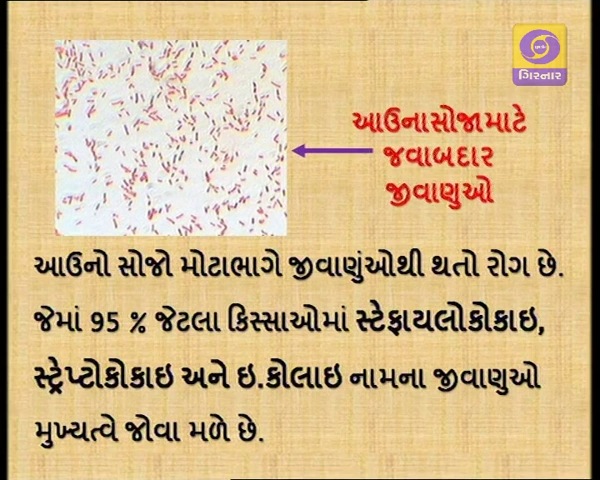 ગિરનાર
આઉનાસોજામાટે
જવાબદાર
જીવાણુઓ
આઉનો સોજો મોટાભાગે જીવાણુંઓથી થતો રોગ છે.
જેમાં 95 % જેટલા કિસ્સાઓમાં સ્ટેફાયલોકોકાઇ,
સ્ટ્રેપ્ટોકોકાઇ અને ઇ.કોલાઇ નામના જીવાણુઓ
મુખ્યત્વે જોવા મળે છે.